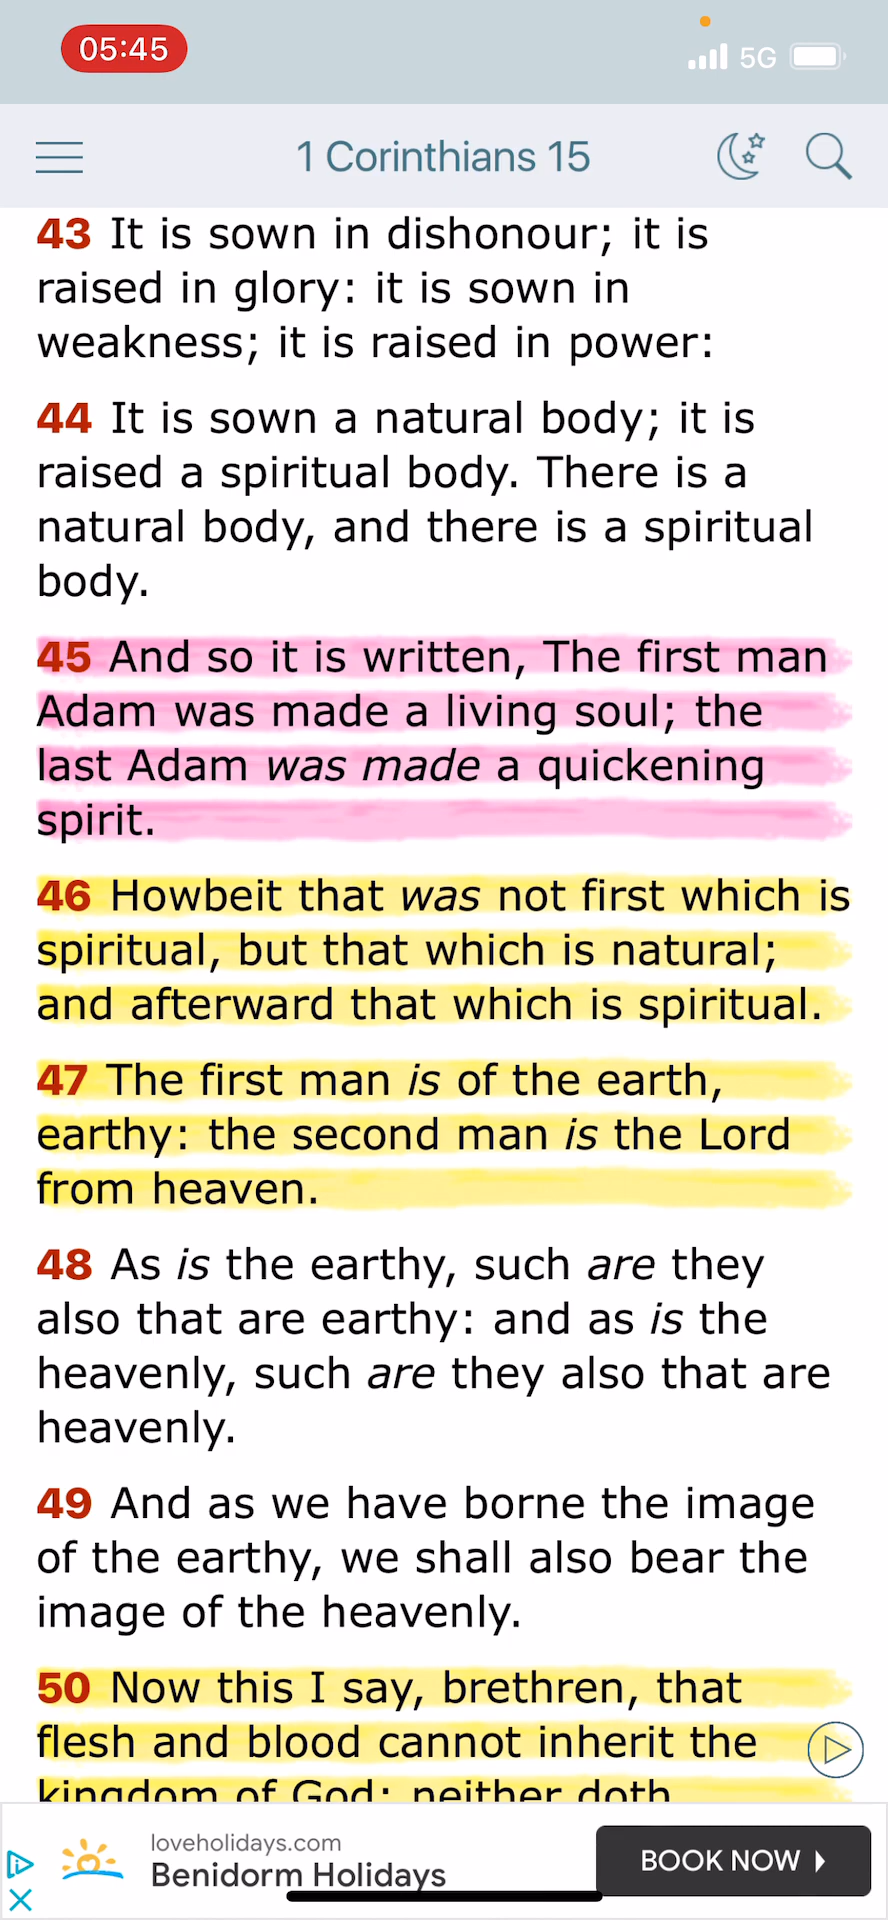 05:45
5G
1 Corinthians 15
43 It is sown in dishonour; it is
raised in glory: it is sown in
weakness; it is raised in power:
44 It is sown a natural body; it is
raised a spiritual body. There is a
natural body, and there is a spiritual
body.
45 And so it is written, The first man
Adam was made a living soul; the
last Adam was made a quickening
spirit.
46 Howbeit that was not first which is
spiritual, but that which is natural;
and afterward that which is spiritual.
47 The first man is of the earth,
earthy: the second man is the Lord
from heaven.
48 As is the earthy, such are they
also that are earthy: and as is the
heavenly, such are they also that are
heavenly.
49 And as we have borne the image
of the earthy, we shall also bear the
image of the heavenly.
50 Now this I say, brethren, that
flesh and blood cannot inherit the
kingdom of God; neither doth
loveholidays.com
Benidorm Holidays
BOOK NOW